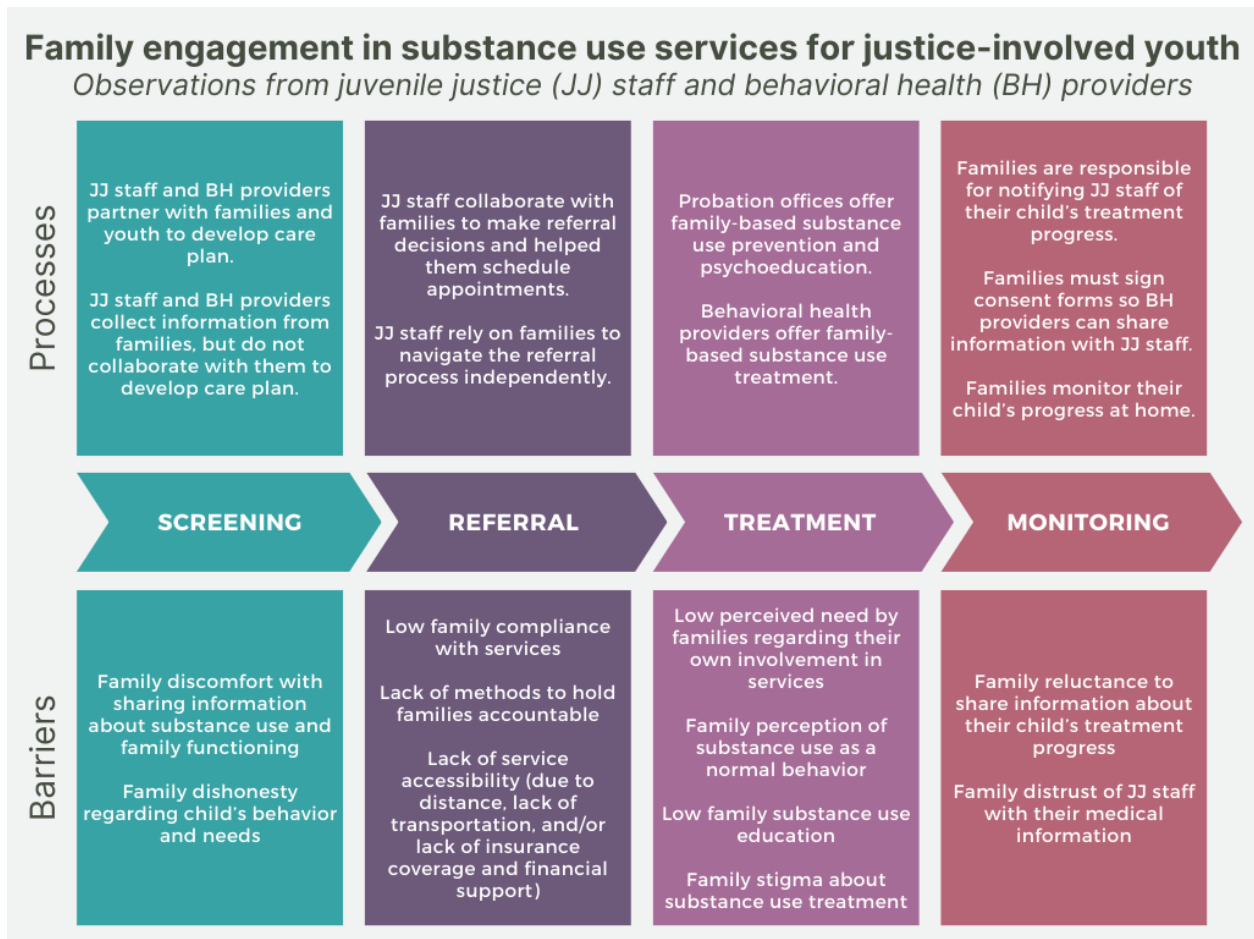 Family engagement in substance use services for justice-involved youth
Observations from juvenile justice (JJ) staff and behavioral health (BH) providers
Processes
JJ staff and BH providers
partner with families and
youth to develop care
plan.
JJ staff and BH providers
collect information from
families, but do not
collaborate with them to
develop care plan.
JJ staff collaborate with
families to make referral
decisions and helped
them schedule
appointments.
JJ staff rely on families to
navigate the referral
process independently.
Probation offices offer
family-based substance
use prevention and
psychoeducation.
Behavioral health
providers offer family-
based substance use
treatment.
Families are responsible
for notifying JJ staff of
their child's treatment
progress.
Families must sign
consent forms so BH
providers can share
information with JJ staff.
Families monitor their
child's progress at home.
SCREENING
REFERRAL
TREATMENT
MONITORING
Barriers
Family discomfort with
sharing information
about substance use and
family functioning
Family dishonesty
regarding child's behavior
and needs
Low family compliance
with services
Lack of methods to hold
families accountable
Lack of service
accessibility (due to
distance, lack of
transportation, and/or
lack of insurance
coverage and financial
support)
Low perceived need by
families regarding their
own involvement in
services
Family perception of
substance use as a
normal behavior
Low family substance use
education
Family stigma about
substance use treatment
Family reluctance to
share information about
their child's treatment
progress
Family distrust of JJ staff
with their medical
information